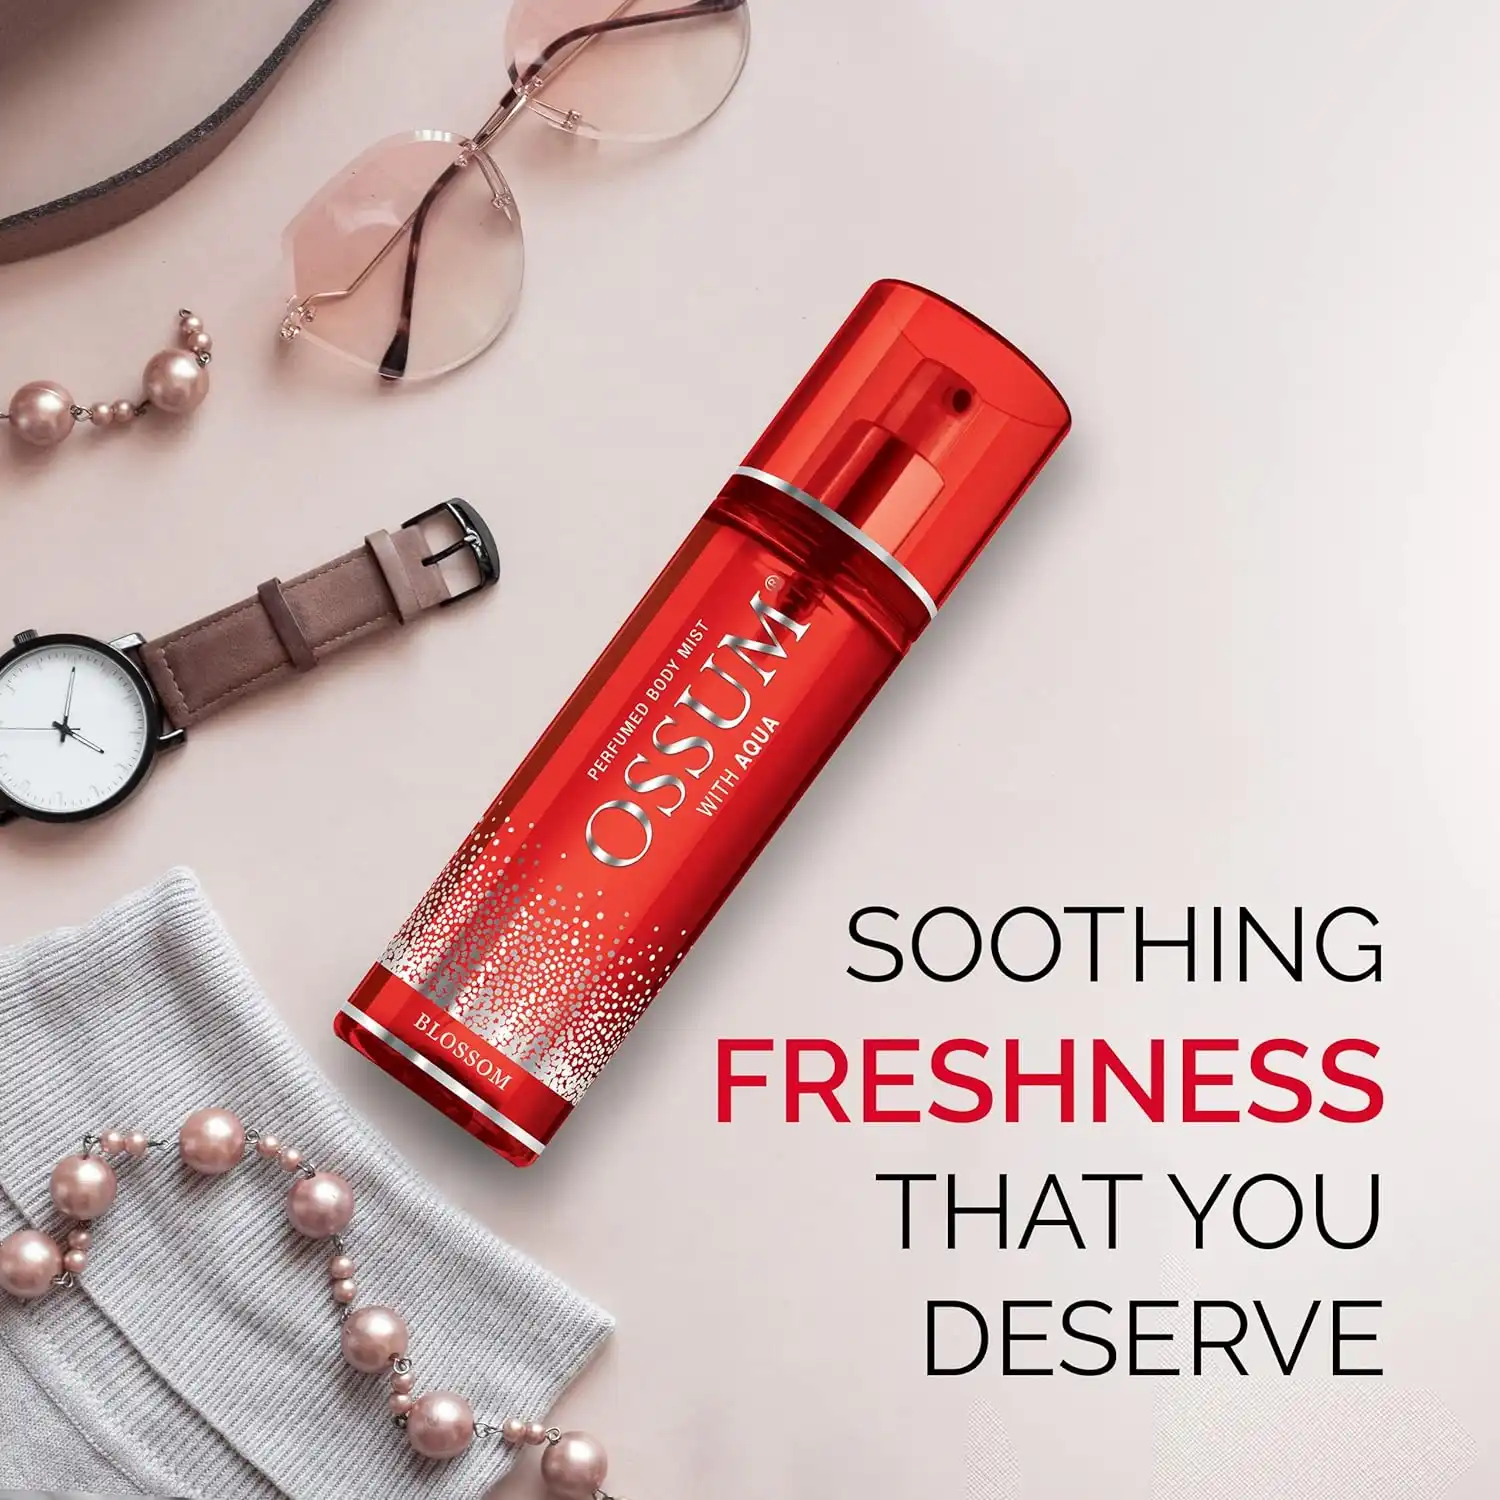 PERFUMED BODY MIST
OSSUM®
WITH AQUA
BLOSSOM
SOOTHING
FRESHNESS
THAT YOU
DESERVE